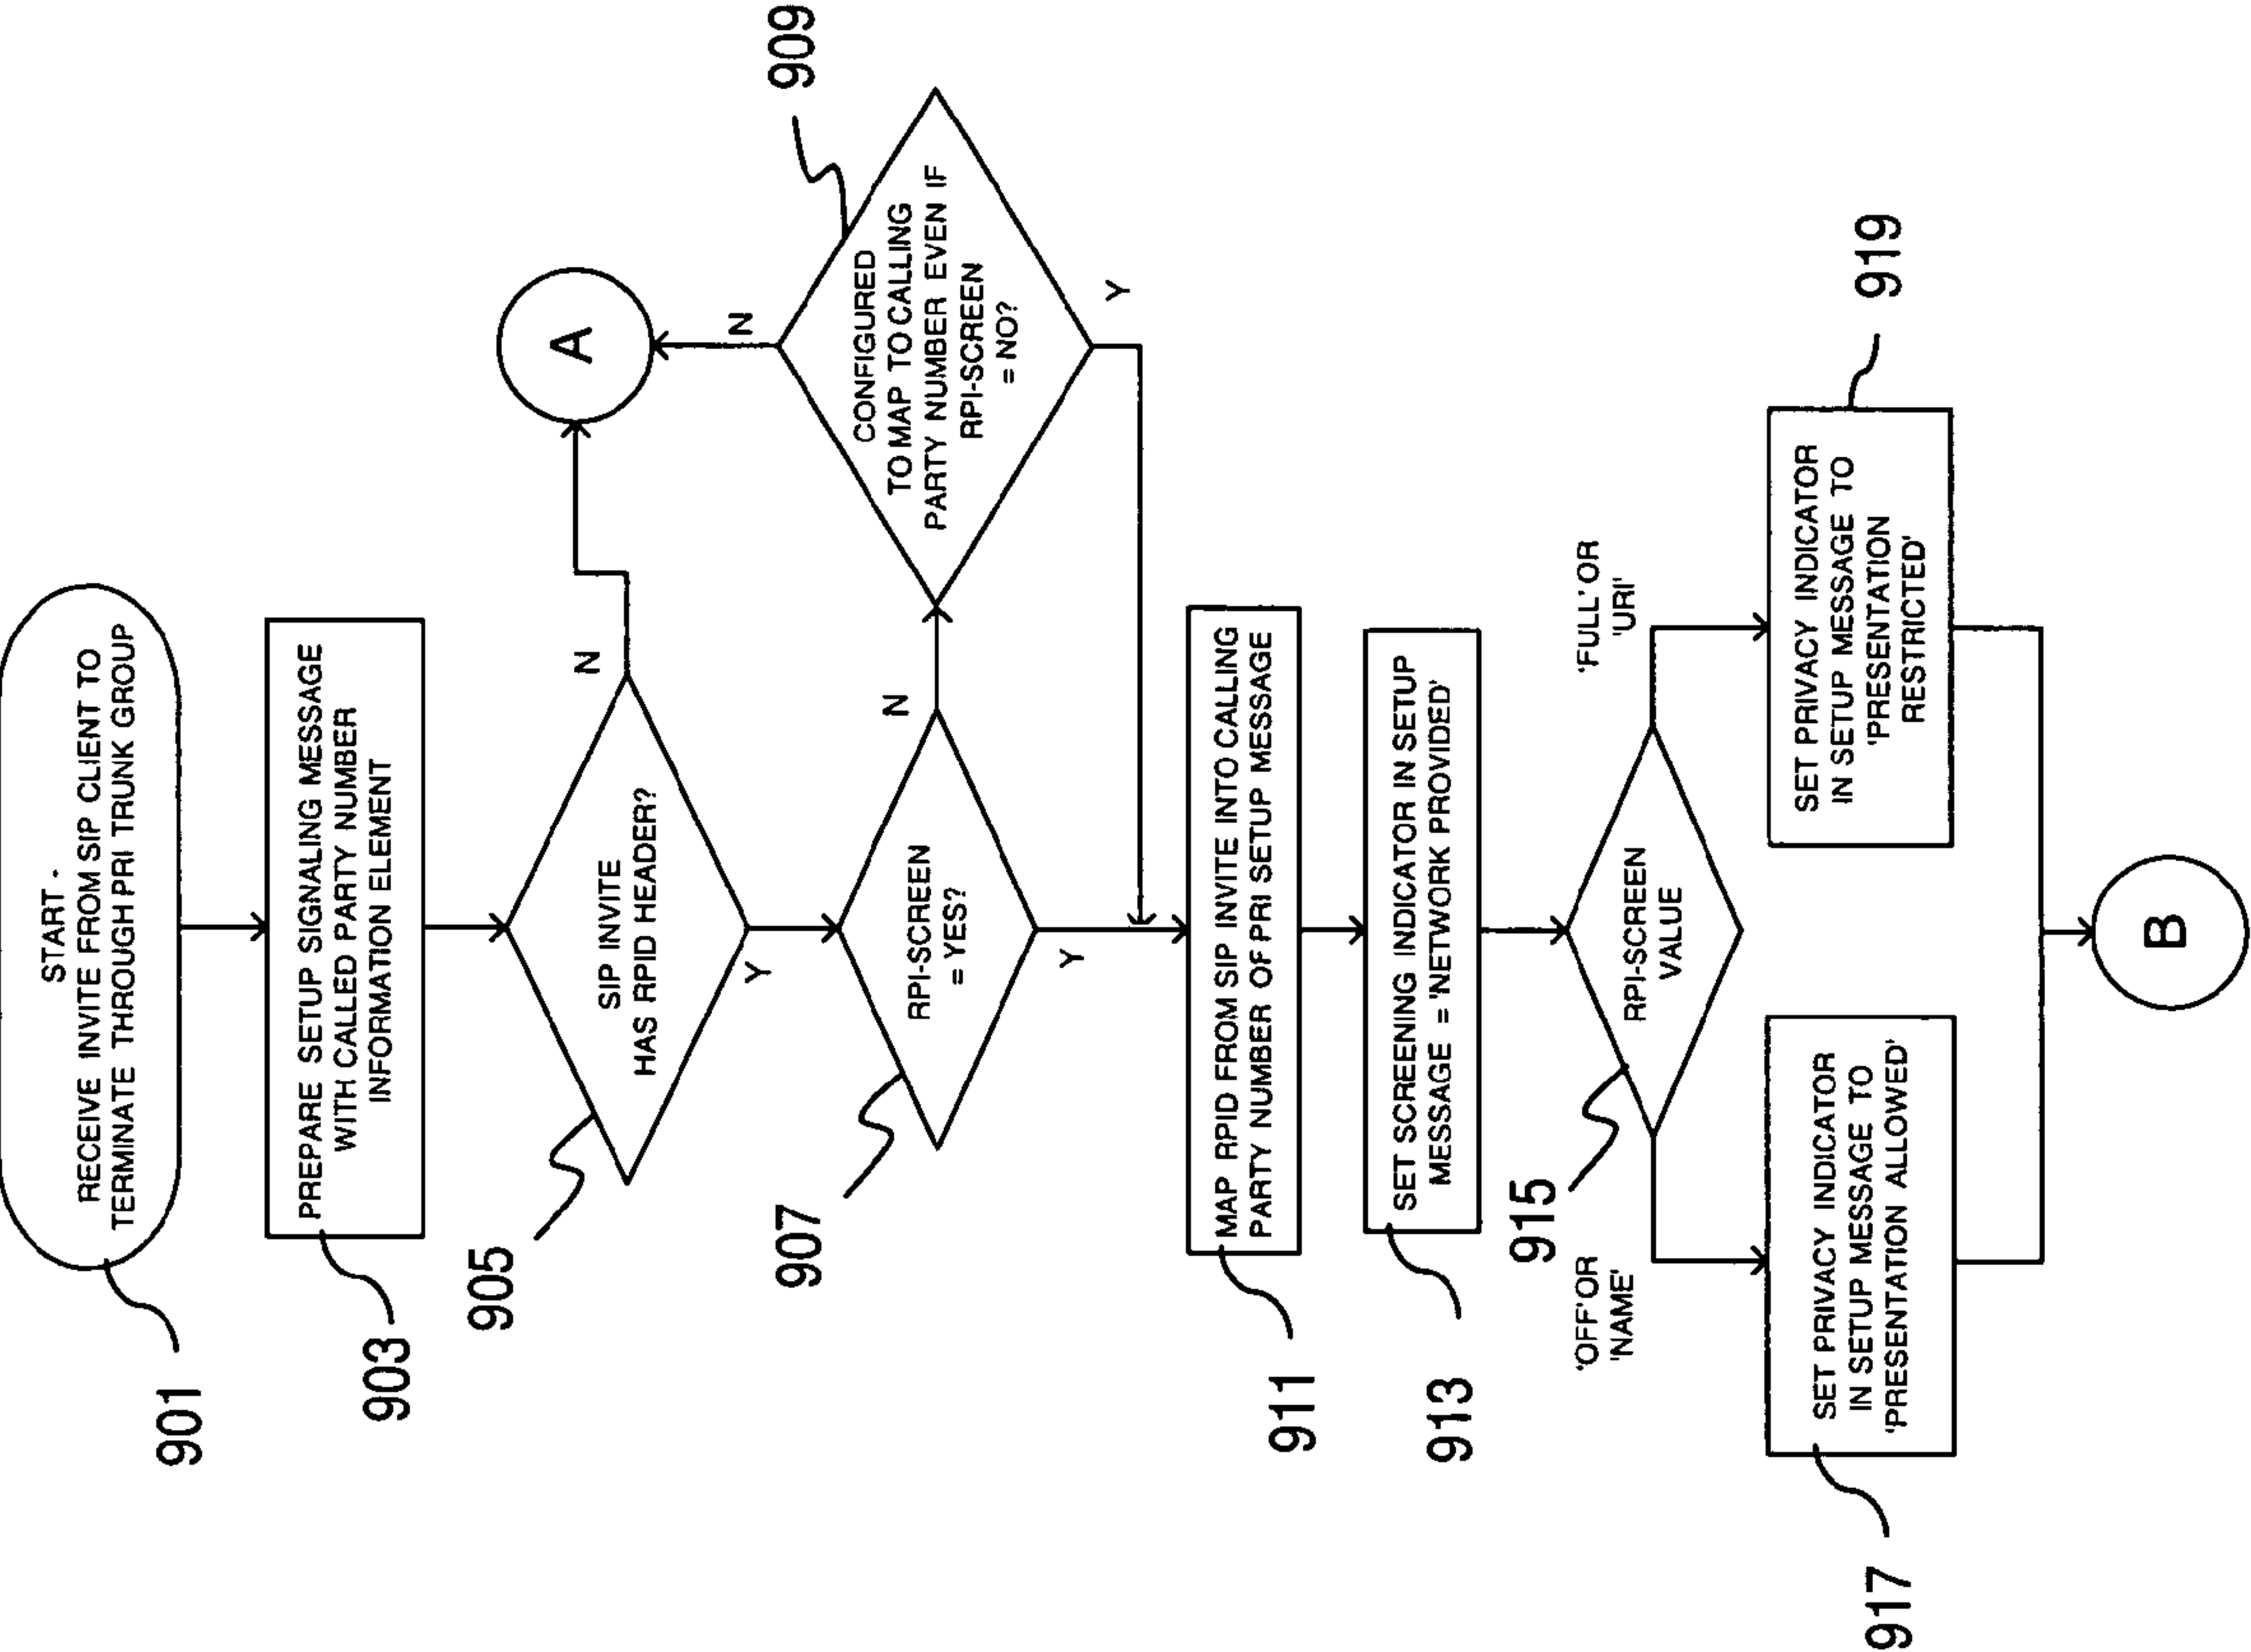 START -
RECEIVE INVITE FROM SIP CLIENT TO
TERMINATE THROUGH PRI TRUNK GROUP
901
PREPARE SETUP SIGNALING MESSAGE
WITH CALLED PARTY NUMBER
INFORMATION ELEMENT
903
SIP INVITE
HAS RPID HEADER?
905
N
Y
A
RPI-SCREEN
= YES?
907
N
Y
CONFIGURED
TO MAP TO CALLING
PARTY NUMBER EVEN IF
RPI-SCREEN
= NO?
909
N
Y
MAP RPID FROM SIP INVITE INTO CALLING
PARTY NUMBER OF PRI SETUP MESSAGE
911
SET SCREENING INDICATOR IN SETUP
MESSAGE = 'NETWORK PROVIDED'
913
RPI-SCREEN
VALUE
915
'OFF' OR
'NAME'
'FULL' OR
'URI'
SET PRIVACY INDICATOR
IN SETUP MESSAGE TO
'PRESENTATION ALLOWED'
917
SET PRIVACY INDICATOR
IN SETUP MESSAGE TO
'PRESENTATION
RESTRICTED'
919
B